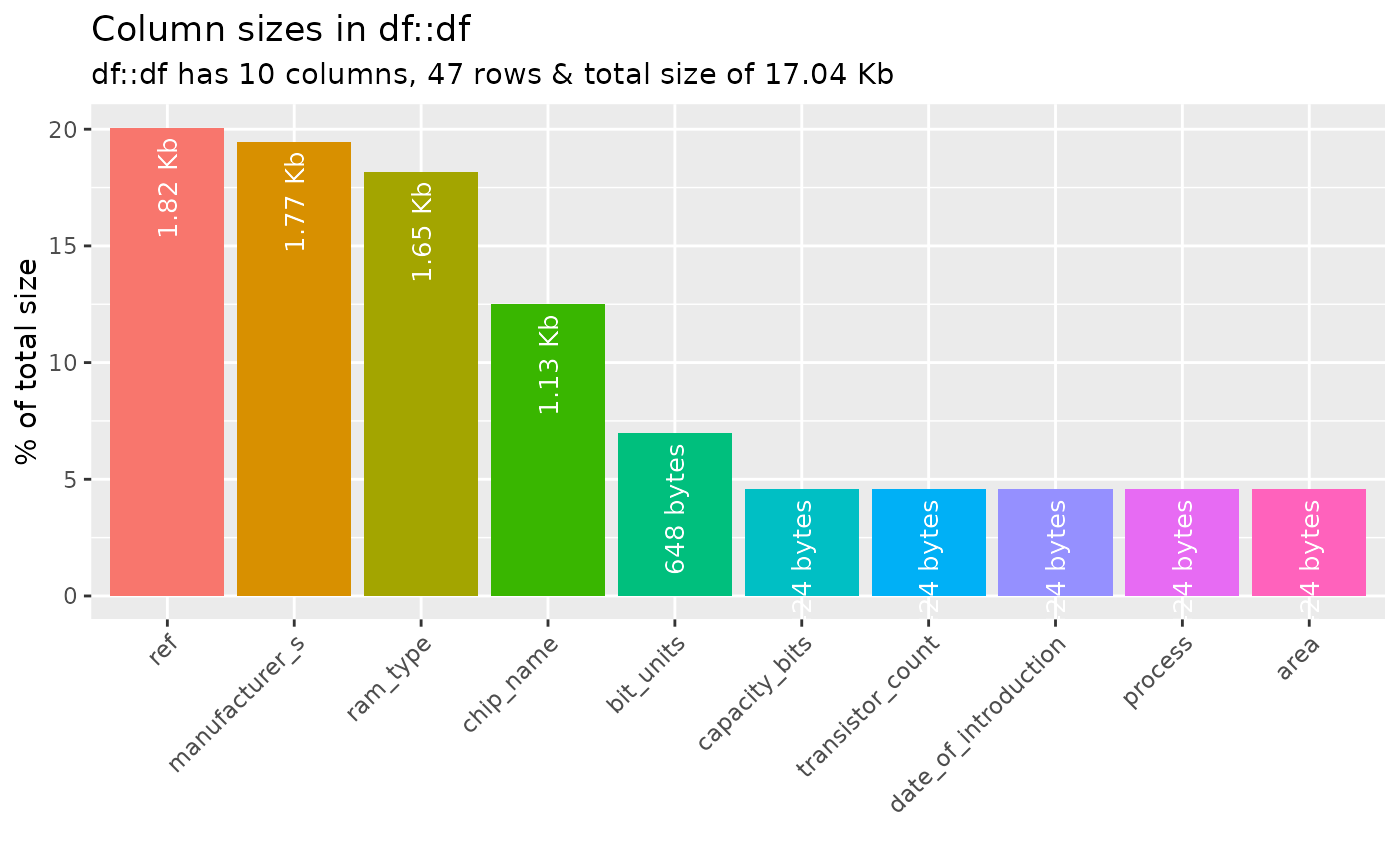 Column sizes in df::df
df::df has 10 columns, 47 rows & total size of 17.04 Kb
% of total size
20
15
10
5
0
1.82 Kb
1.77 Kb
1.65 Kb
1.13 Kb
648 bytes
24 bytes
24 bytes
24 bytes
24 bytes
24 bytes
ref
manufacturer_s
ram_type
chip_name
bit_units
capacity_bits
transistor_count
date_of_introduction
process
area